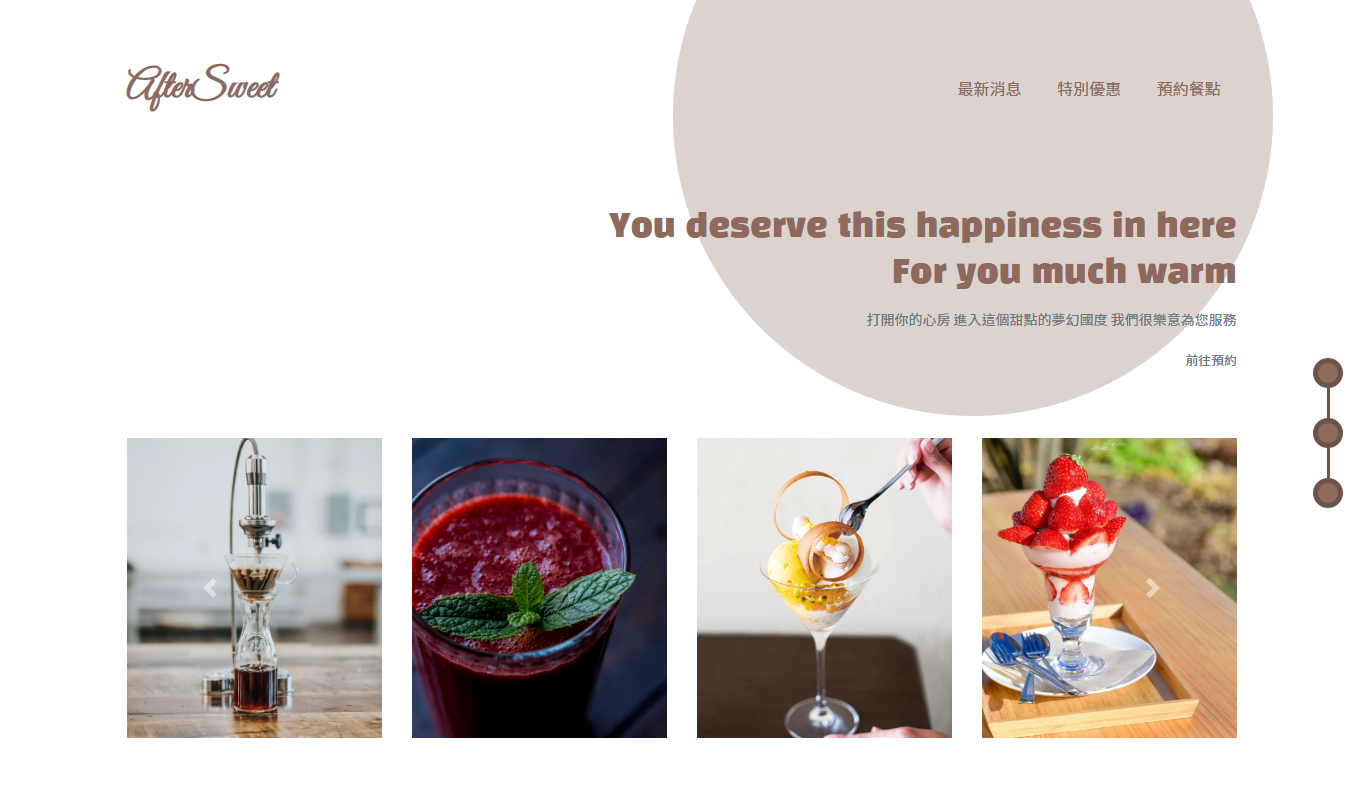 AfterSweet
最新消息 特別優惠 預約餐點
You deserve this happiness in here
For you much warm
打開你的心房 進入這個甜點的夢幻國度 我們很樂意為您服務
前往預約